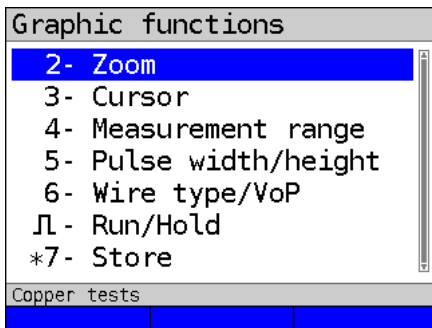 Graphic functions
2- Zoom
3- Cursor
4- Measurement range
5- Pulse width/height
6- Wire type/VoP
⎍- Run/Hold
*7- Store
Copper tests